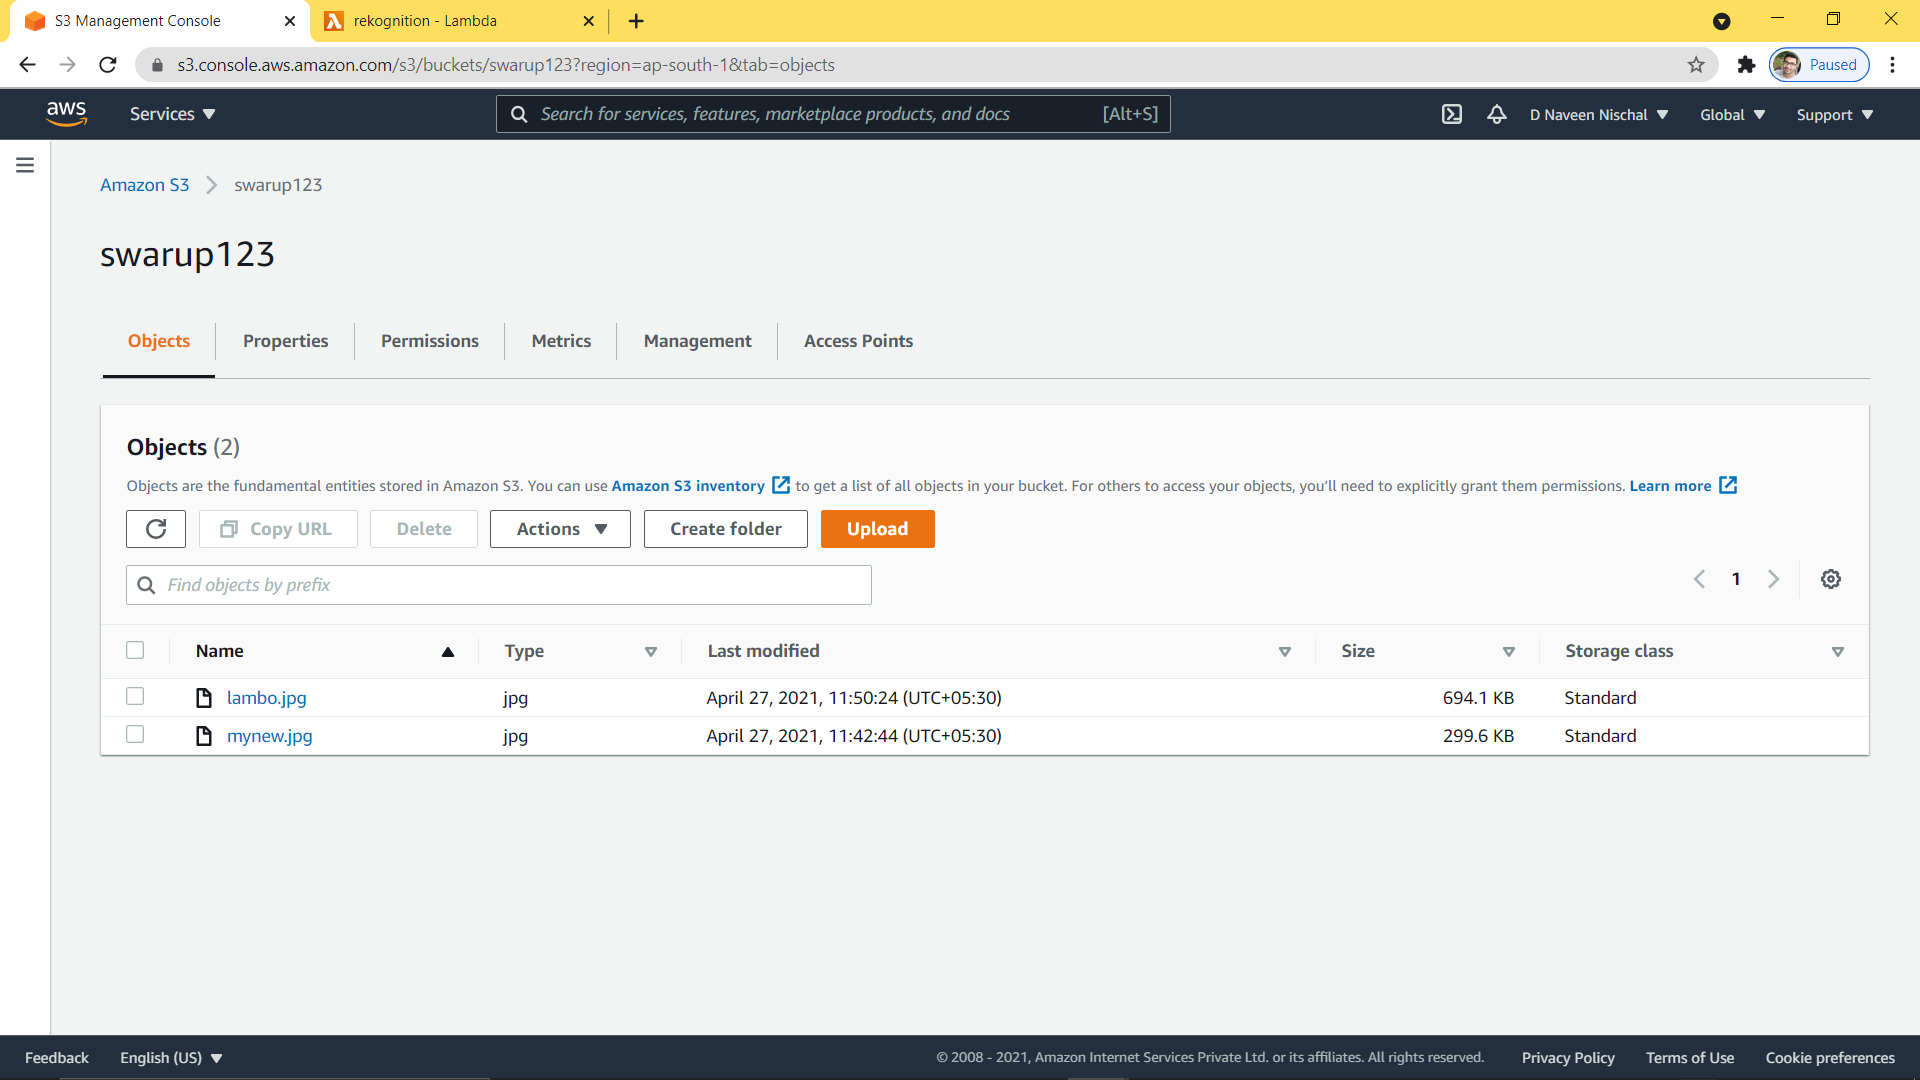 S3 Management Console
rekognition - Lambda
s3.console.aws.amazon.com/s3/buckets/swarup123?region=ap-south-1&tab=objects
Paused
aws
Services
Search for services, features, marketplace products, and docs [Alt+S]
D Naveen Nischal
Global
Support
Amazon S3 swarup123
swarup123
Objects Properties Permissions Metrics Management Access Points
Objects (2)
Objects are the fundamental entities stored in Amazon S3. You can use Amazon S3 inventory to get a list of all objects in your bucket. For others to access your objects, you'll need to explicitly grant them permissions. Learn more
Copy URL Delete Actions Create folder Upload
Find objects by prefix
1
Name Type Last modified Size Storage class
lambo.jpg jpg April 27, 2021, 11:50:24 (UTC+05:30) 694.1 KB Standard
mynew.jpg jpg April 27, 2021, 11:42:44 (UTC+05:30) 299.6 KB Standard
Feedback English (US) © 2008 - 2021, Amazon Internet Services Private Ltd. or its affiliates. All rights reserved. Privacy Policy Terms of Use Cookie preferences